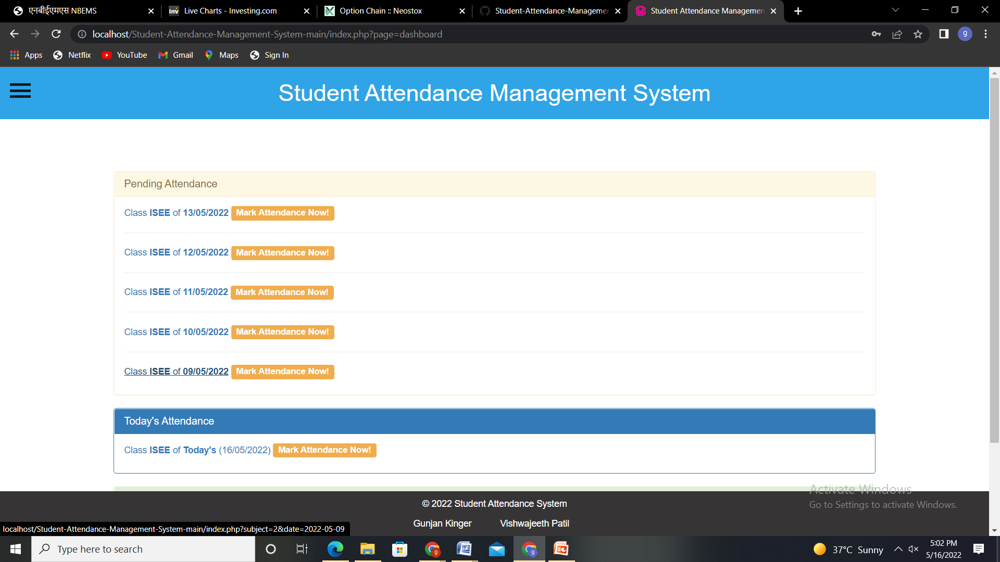 एनबीईएमएस NBEMS
Live Charts - Investing.com
Option Chain :: Neostox
Student-Attendance-Manageme
Student Attendance Managemen
localhost/Student-Attendance-Management-System-main/index.php?page=dashboard
g
Apps Netflix YouTube Gmail Maps Sign In
Student Attendance Management System
Pending Attendance
Class ISEE of 13/05/2022 Mark Attendance Now!
Class ISEE of 12/05/2022 Mark Attendance Now!
Class ISEE of 11/05/2022 Mark Attendance Now!
Class ISEE of 10/05/2022 Mark Attendance Now!
Class ISEE of 09/05/2022 Mark Attendance Now!
Today's Attendance
Class ISEE of Today's (16/05/2022) Mark Attendance Now!
Activate Windows
Go to Settings to activate Windows.
© 2022 Student Attendance System
Gunjan Kinger Vishwajeeth Patil
localhost/Student-Attendance-Management-System-main/index.php?subject=2&date=2022-05-09
Type here to search
37°C Sunny
5:02 PM
5/16/2022